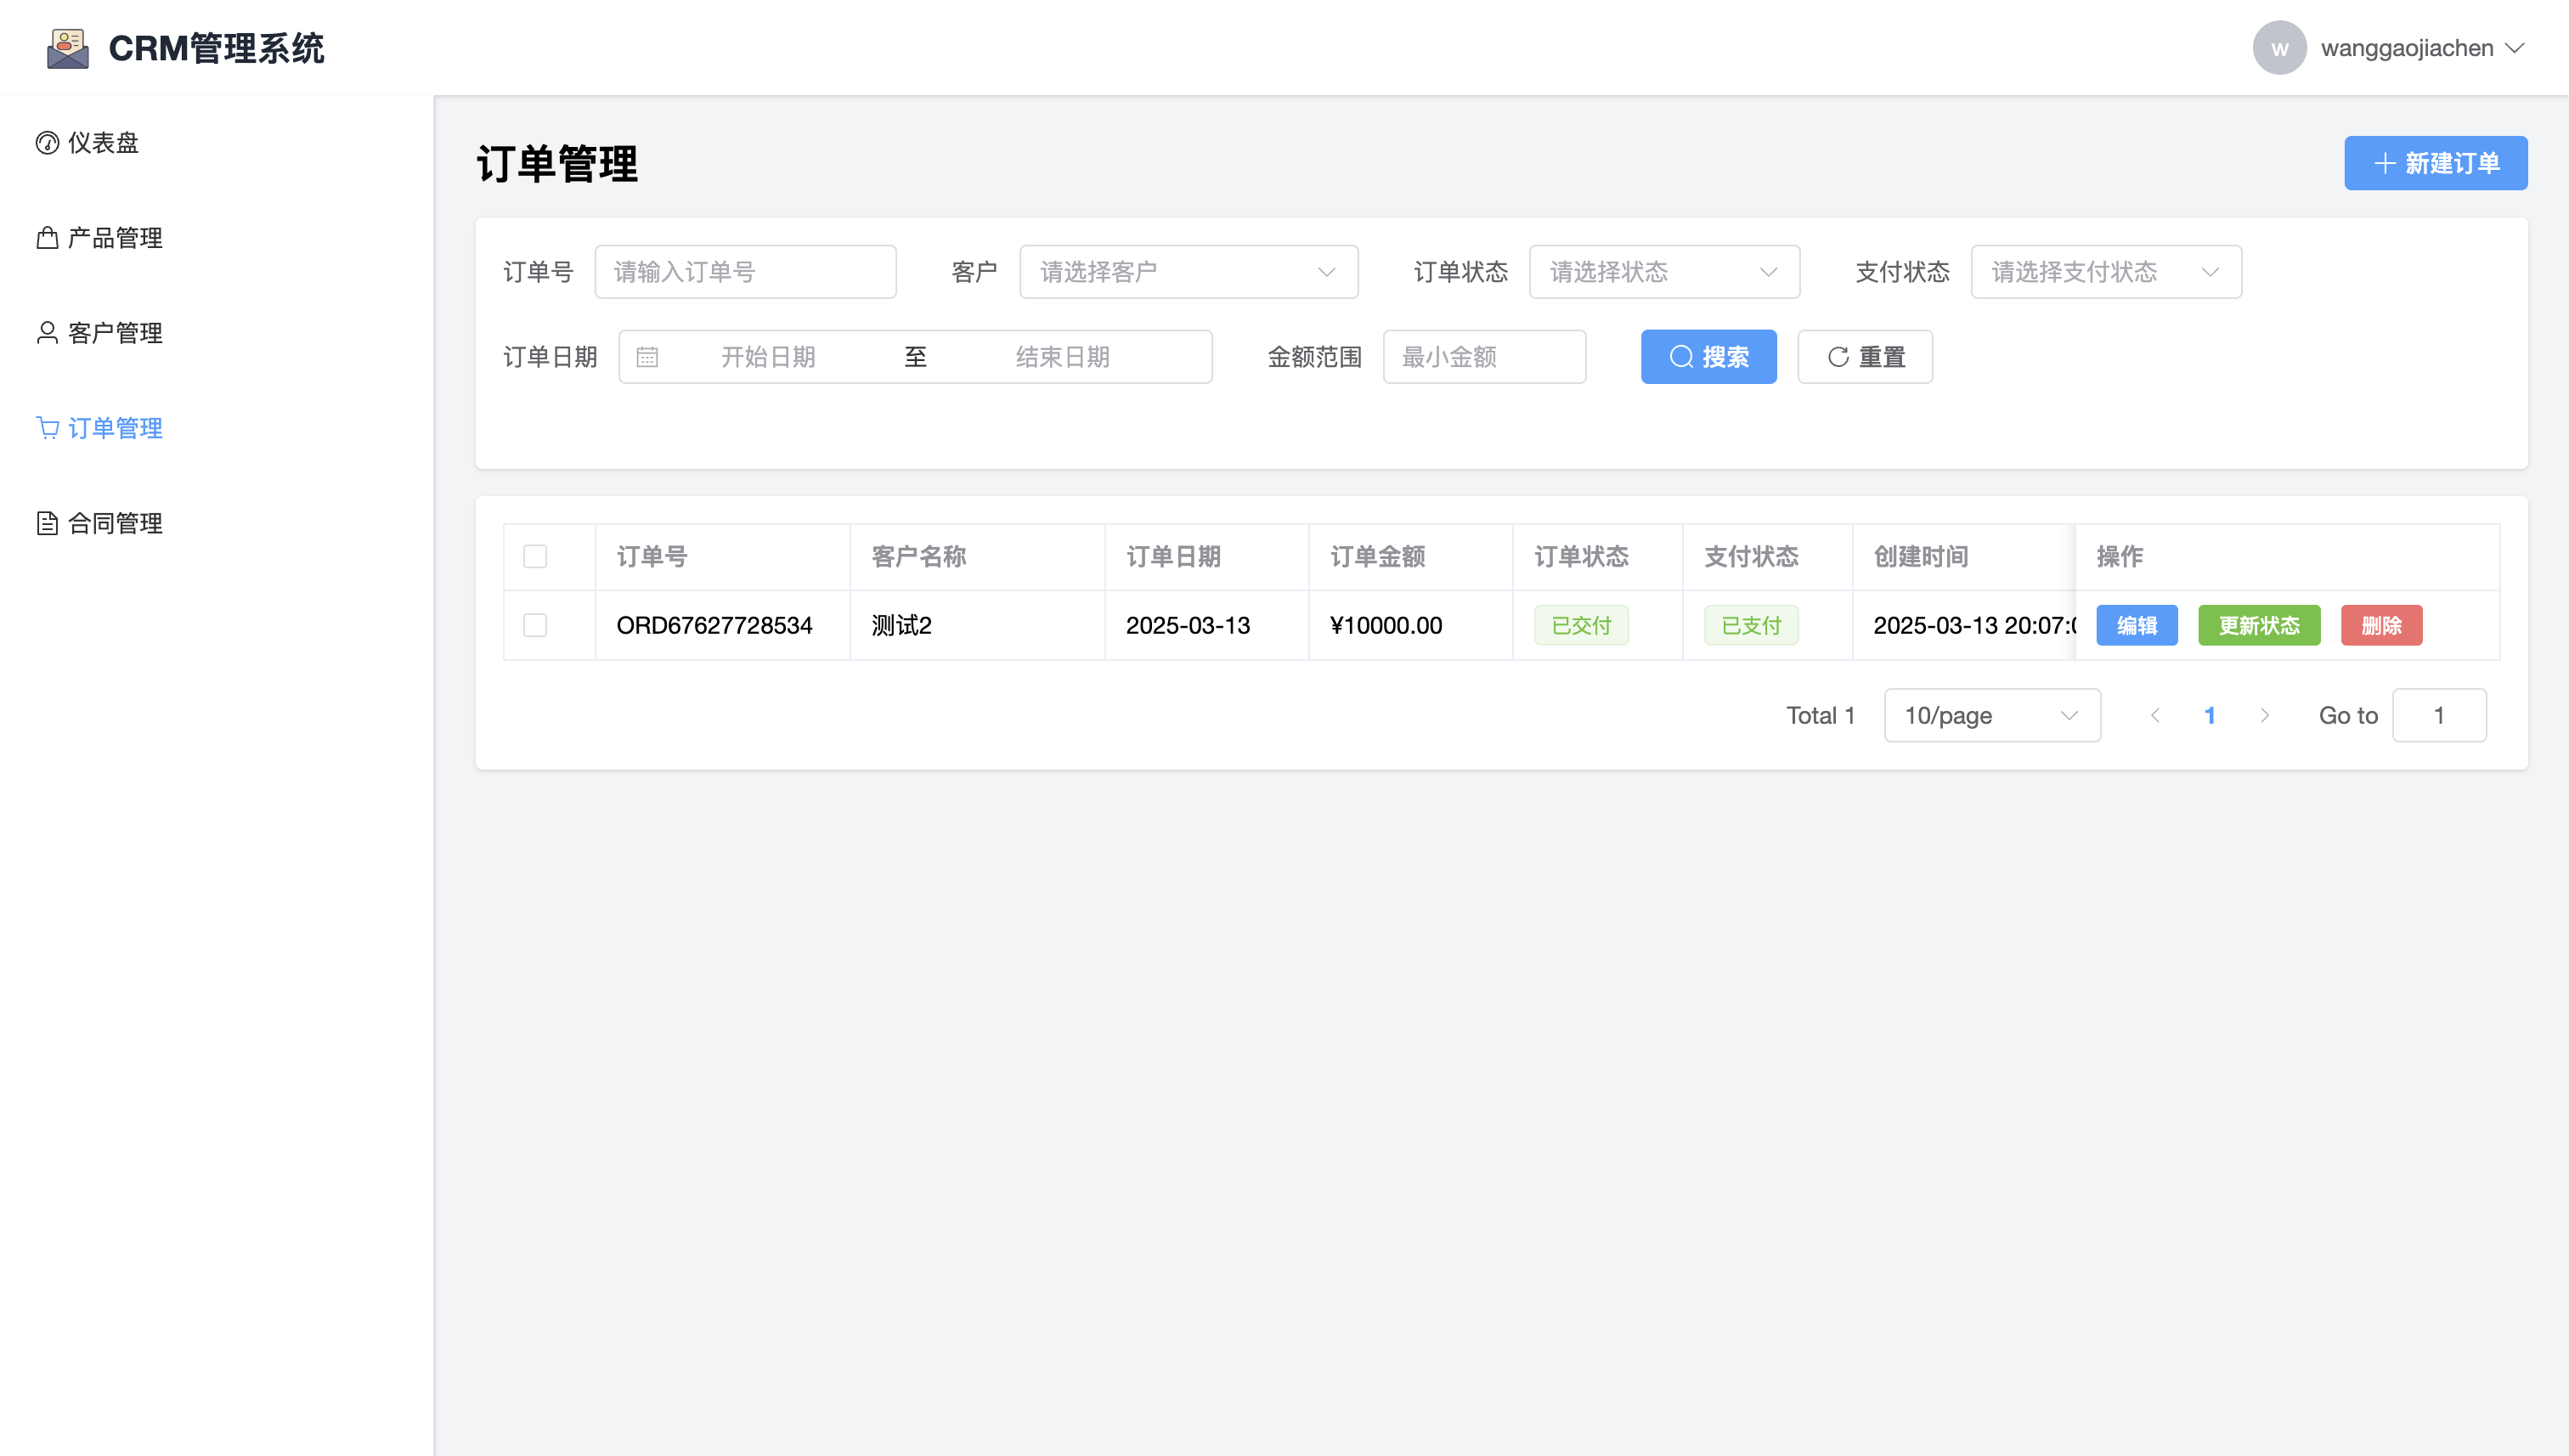 CRM管理系统
w wanggaojiachen
仪表盘
产品管理
客户管理
订单管理
合同管理
订单管理
新建订单
订单号 请输入订单号 客户 请选择客户 订单状态 请选择状态 支付状态 请选择支付状态
订单日期 开始日期 至 结束日期 金额范围 最小金额 搜索 重置
订单号 客户名称 订单日期 订单金额 订单状态 支付状态 创建时间 操作
ORD67627728534 测试2 2025-03-13 ¥10000.00 已交付 已支付 2025-03-13 20:07: 编辑 更新状态 删除
Total 1 10/page 1 Go to 1